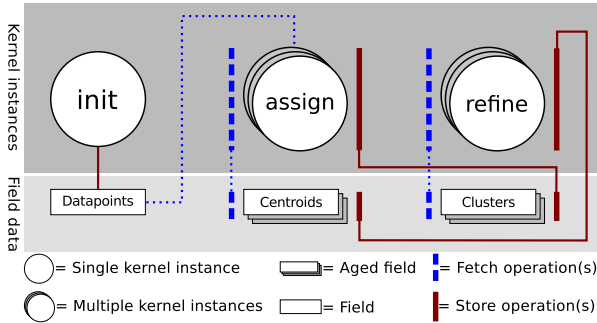 Kernel instances
init
assign
refine
Field data
Datapoints
Centroids
Clusters
= Single kernel instance
= Aged field
= Fetch operation(s)
= Multiple kernel instances
= Field
= Store operation(s)